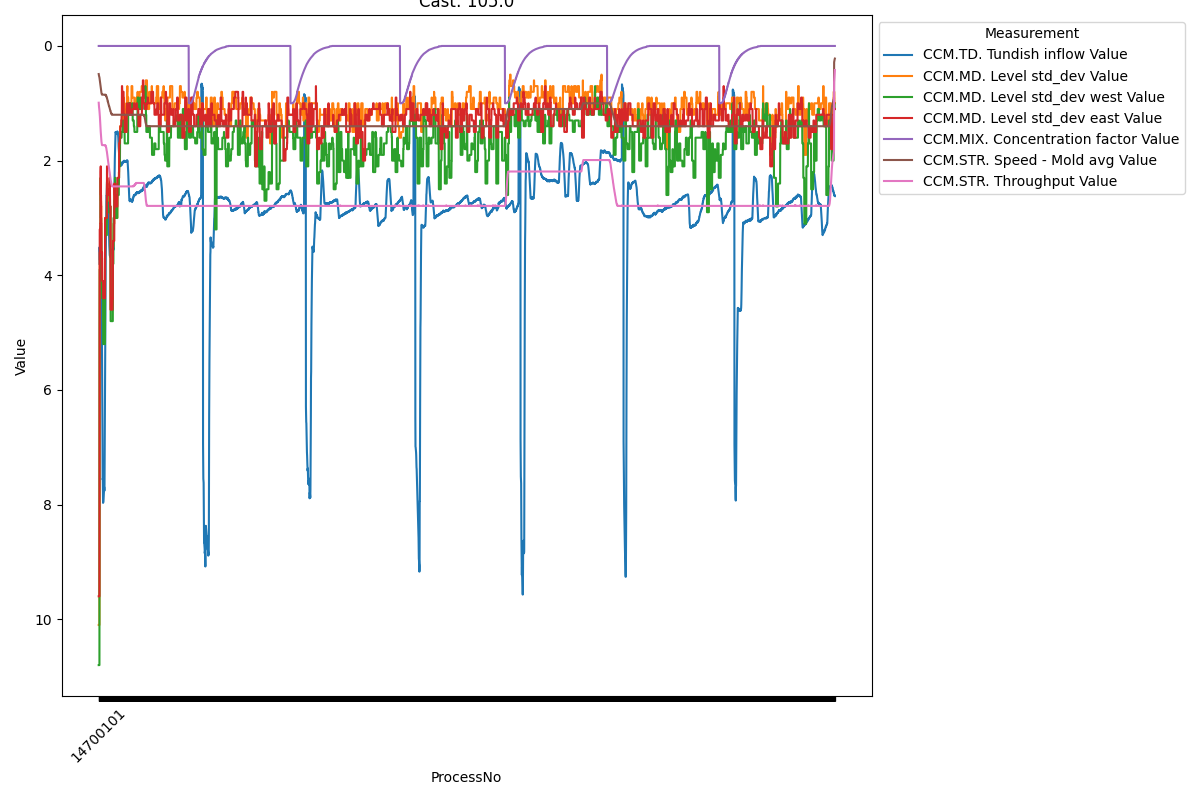 Cast: 105.0
Measurement
CCM.TD. Tundish inflow Value
CCM.MD. Level std_dev Value
CCM.MD. Level std_dev west Value
CCM.MD. Level std_dev east Value
CCM.MIX. Concentration factor Value
CCM.STR. Speed - Mold avg Value
CCM.STR. Throughput Value
0
2
4
6
8
10
Value
14700101
ProcessNo